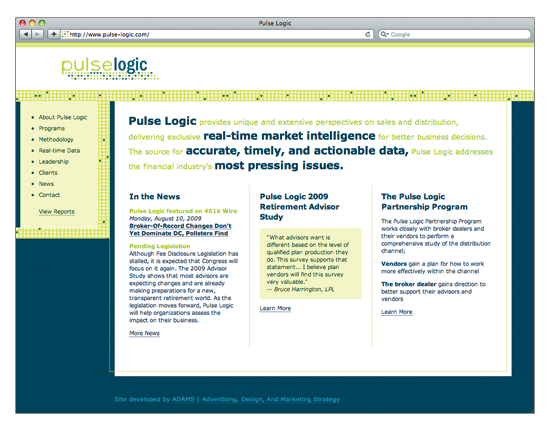 Pulse Logic
http://www.pulse-logic.com/
Google
pulselogic
About Pulse Logic
Programs
Methodology
Real-time Data
Leadership
Clients
News
Contact
View Reports
Pulse Logic provides unique and extensive perspectives on sales and distribution,
delivering exclusive real-time market intelligence for better business decisions.
The source for accurate, timely, and actionable data, Pulse Logic addresses
the financial industry's most pressing issues.
In the News
Pulse Logic featured on 401k Wire
Monday, August 10, 2009
Broker-Of-Record Changes Don't
Yet Dominate DC, Pollsters Find
Pending Legislation
Although Fee Disclosure Legislation has
stalled, it is expected that Congress will
focus on it again. The 2009 Advisor
Study shows that most advisors are
expecting changes and are already
making preparations for a new,
transparent retirement world. As the
legislation moves forward, Pulse Logic
will help organizations assess the
impact on their business.
More News
Pulse Logic 2009
Retirement Advisor
Study
"What advisors want is
different based on the level of
qualified plan production they
do. This survey supports that
statement... I believe plan
vendors will find this survey
very valuable."
— Bruce Harrington, LPL
Learn More
The Pulse Logic
Partnership Program
The Pulse Logic Partnership Program
works closely with broker dealers and
their vendors to perform a
comprehensive study of the distribution
channel;
Vendors gain a plan for how to work
more effectively within the channel
The broker dealer gains direction to
better support their advisors and
vendors
Learn More
Site developed by ADAMS | Advertising, Design, And Marketing Strategy